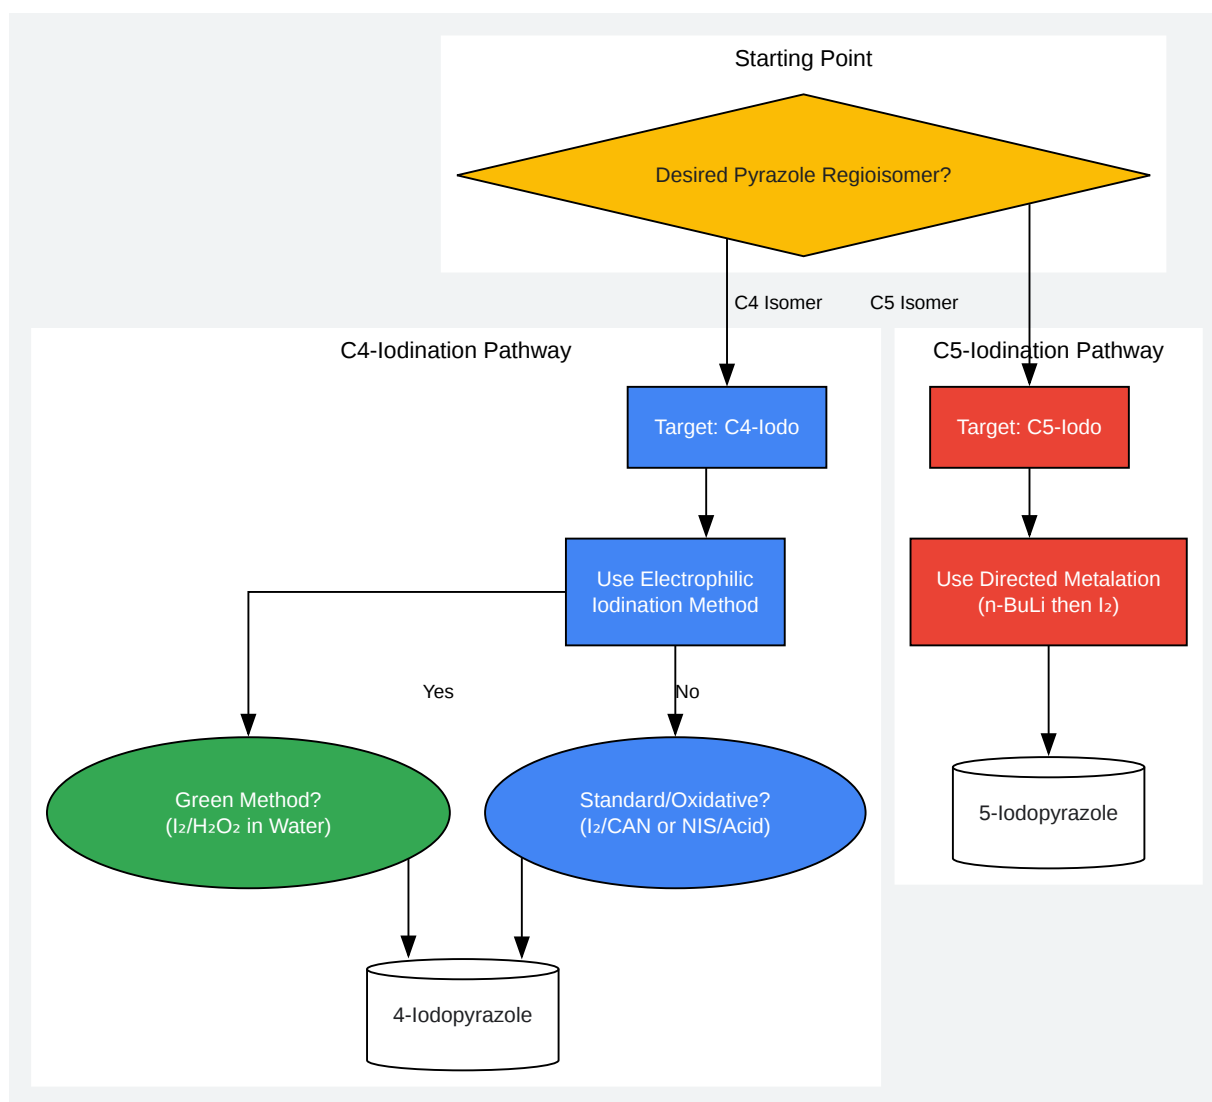 Starting Point
Desired Pyrazole Regioisomer?
C4 Isomer
C5 Isomer
C4-Iodination Pathway
C5-Iodination Pathway
Target: C4-Iodo
Target: C5-Iodo
Use Electrophilic
Iodination Method
Use Directed Metalation
(n-BuLi then I₂)
Yes
No
Green Method?
(I₂/H₂O₂ in Water)
Standard/Oxidative?
(I₂/CAN or NIS/Acid)
5-Iodopyrazole
4-Iodopyrazole